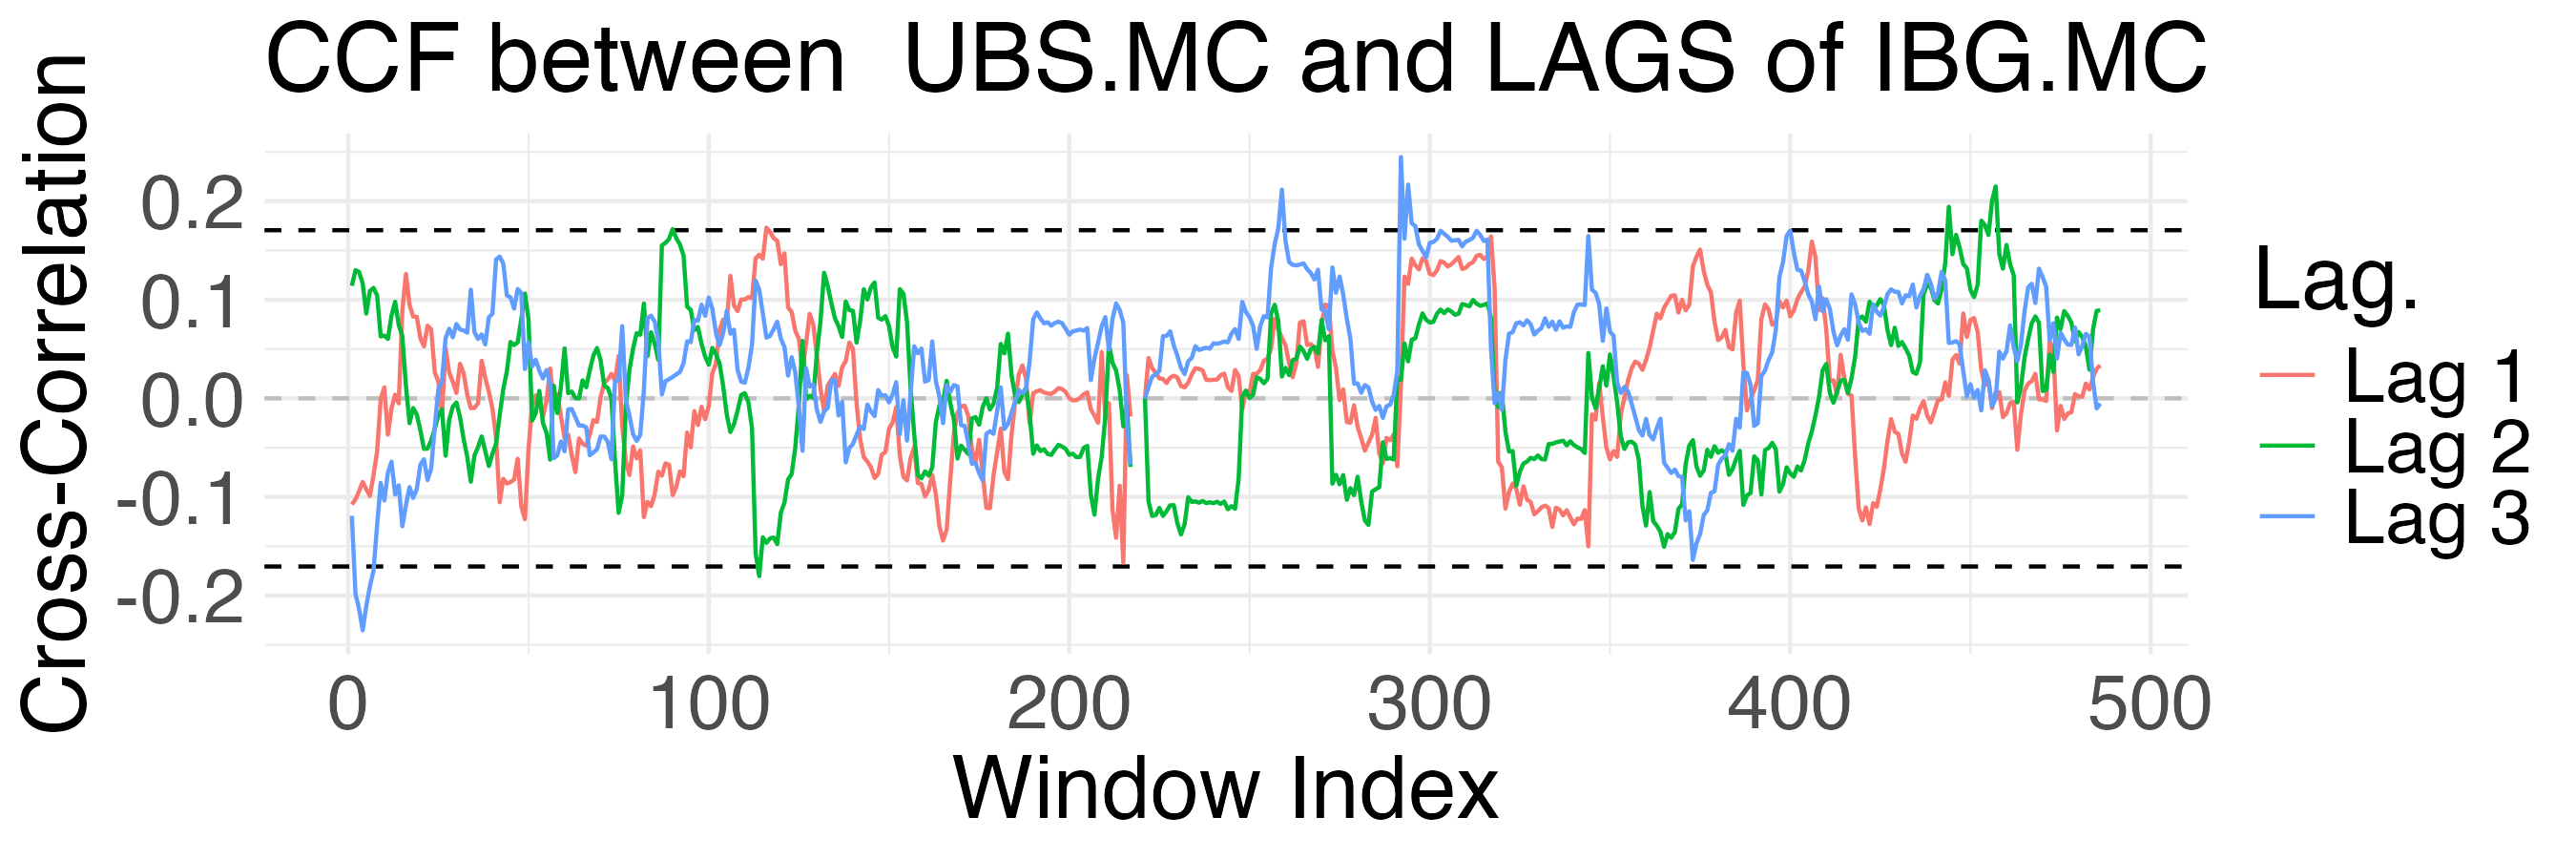 CCF between  UBS.MC and LAGS of IBG.MC
Cross-Correlation
0.2
0.1
0.0
-0.1
-0.2
0 100 200 300 400 500
Window Index
Lag.
Lag 1
Lag 2
Lag 3